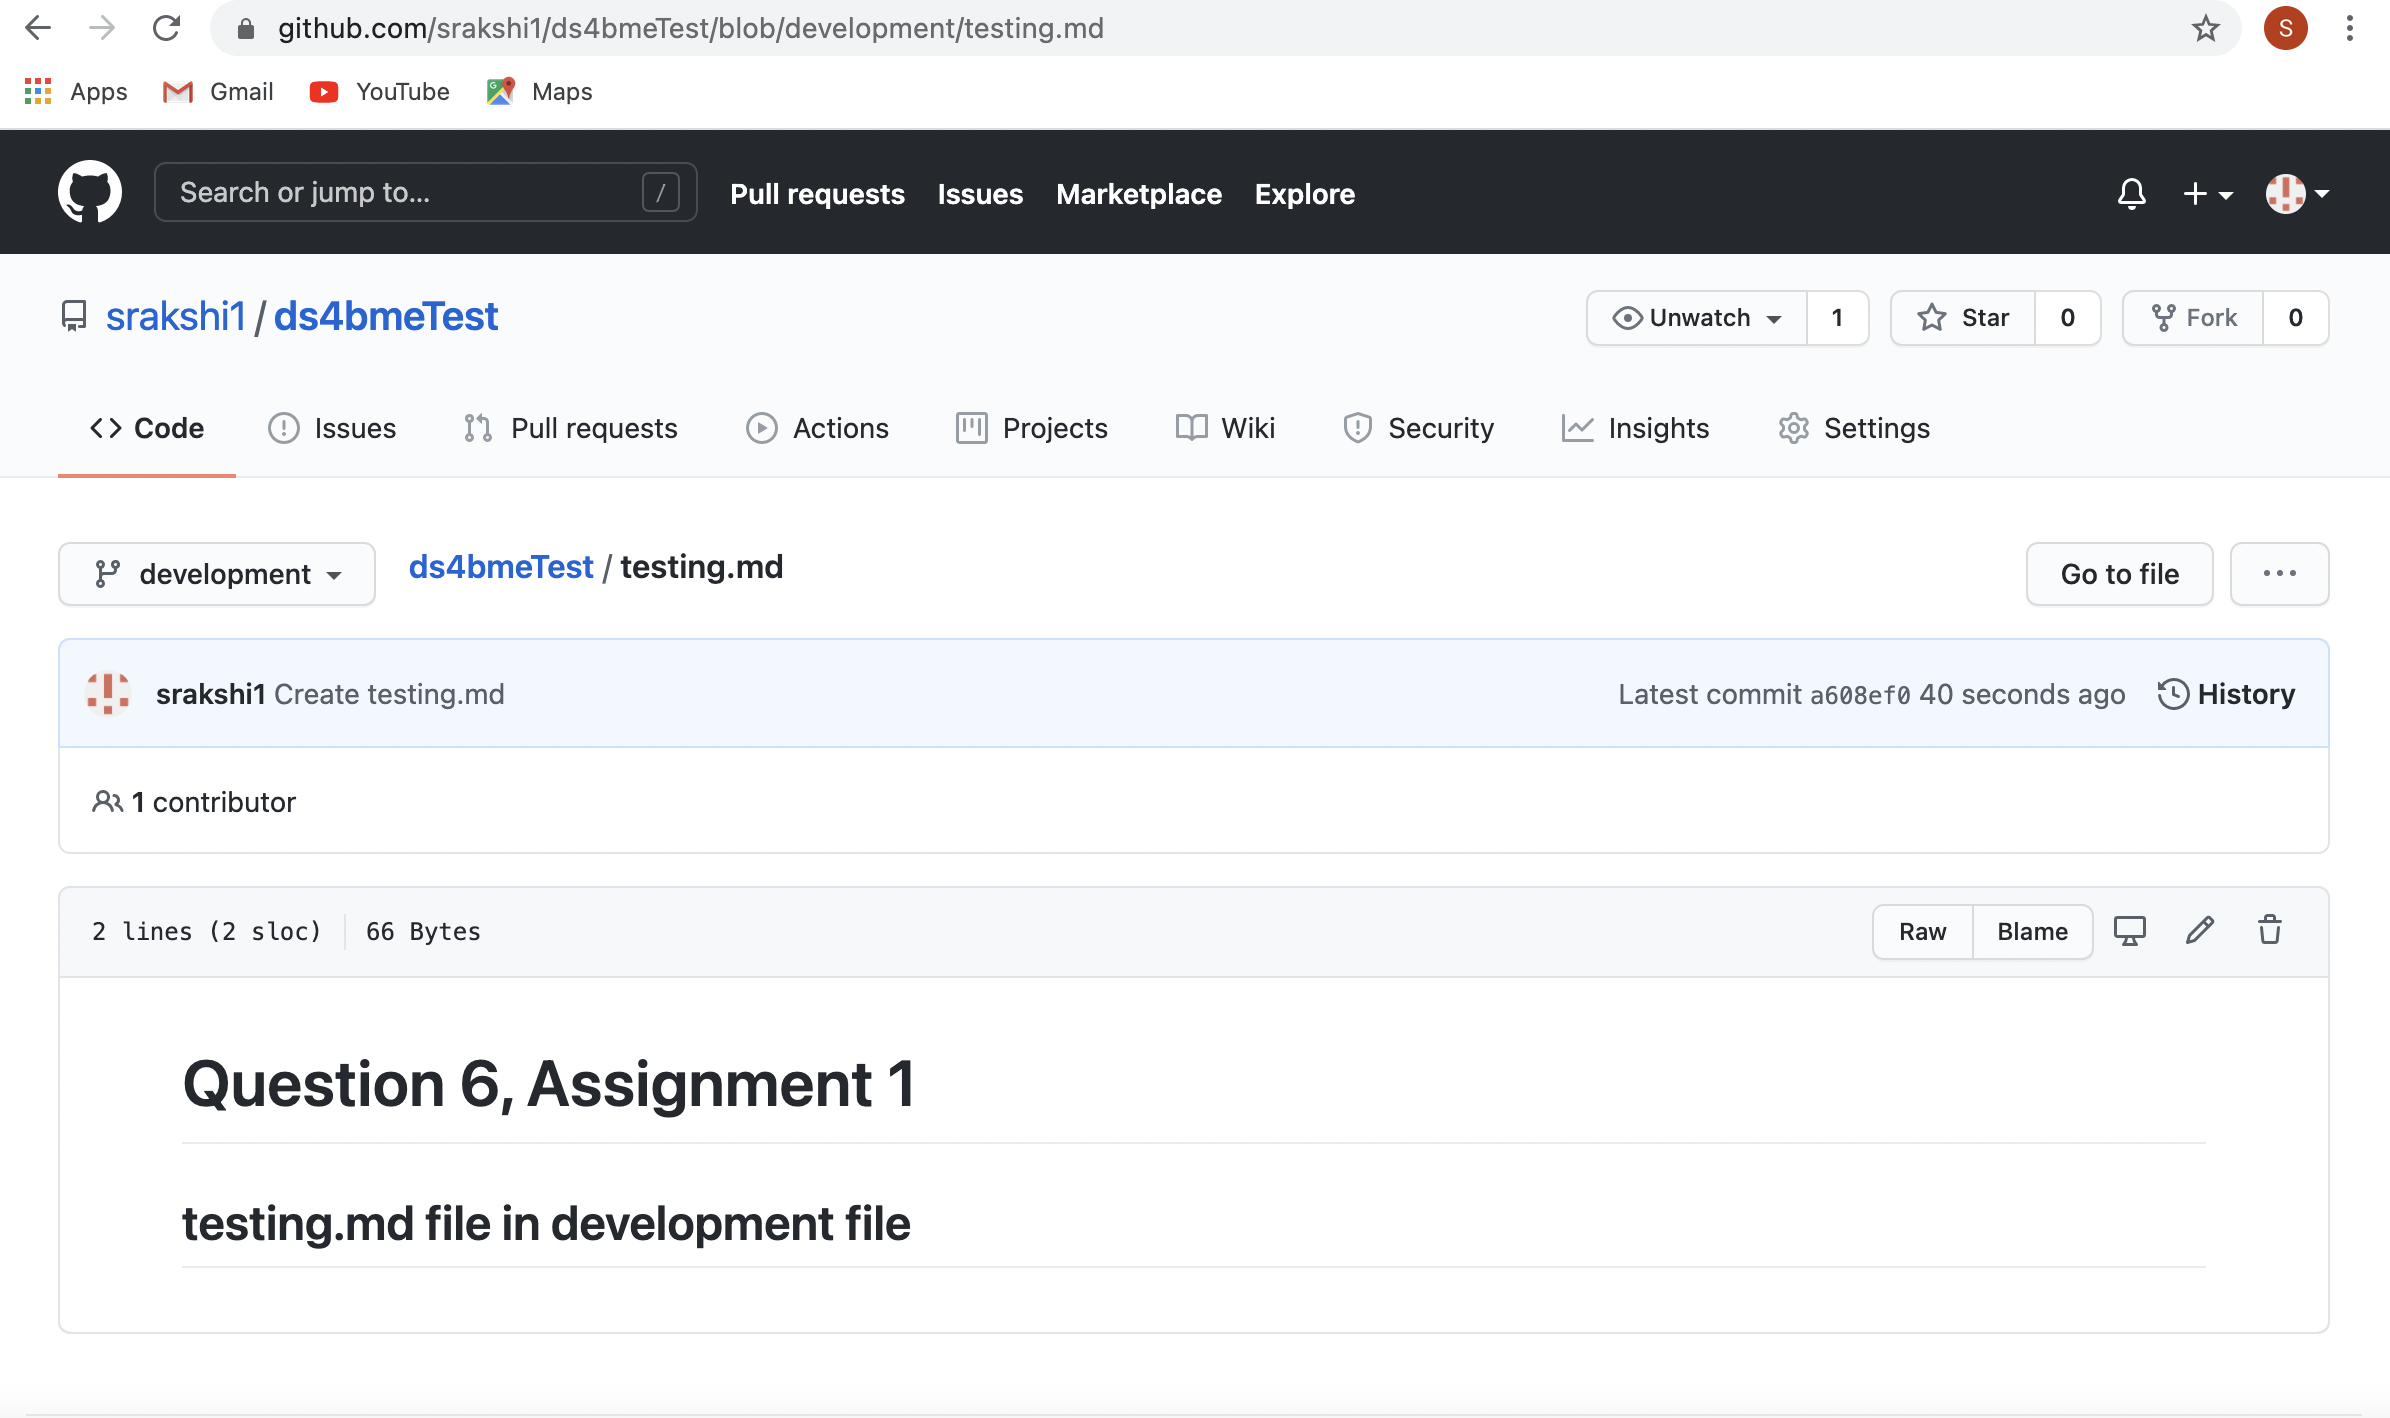 github.com/srakshi1/ds4bmeTest/blob/development/testing.md
S
Apps Gmail YouTube Maps
Search or jump to... / Pull requests Issues Marketplace Explore
srakshi1 / ds4bmeTest Unwatch 1 Star 0 Fork 0
Code Issues Pull requests Actions Projects Wiki Security Insights Settings
development ds4bmeTest / testing.md Go to file ...
srakshi1 Create testing.md Latest commit a608ef0 40 seconds ago History
1 contributor
2 lines (2 sloc) 66 Bytes Raw Blame
Question 6, Assignment 1
testing.md file in development file